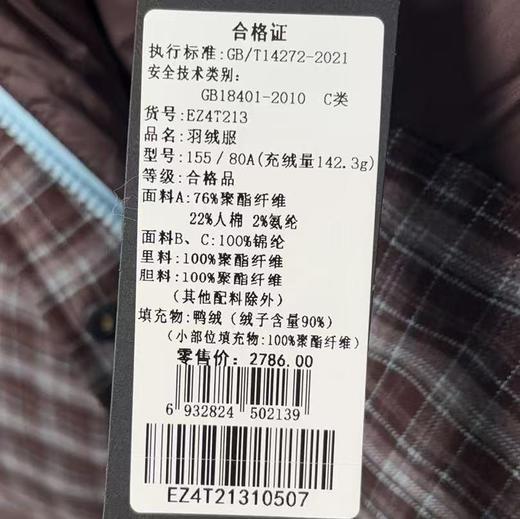 合格证
执行标准:GB/T14272-2021
安全技术类别:
GB18401-2010 C类
货号:EZ4T213
品名:羽绒服
型号:155/80A(充绒量142.3g)
等级:合格品
面料A:76%聚酯纤维
22%人棉 2%氨纶
面料B、C:100%锦纶
里料:100%聚酯纤维
胆料:100%聚酯纤维
(其他配料除外)
填充物:鸭绒(绒子含量90%)
(小部位填充物:100%聚酯纤维)
零售价:2786.00
6 932824 502139
EZ4T21310507